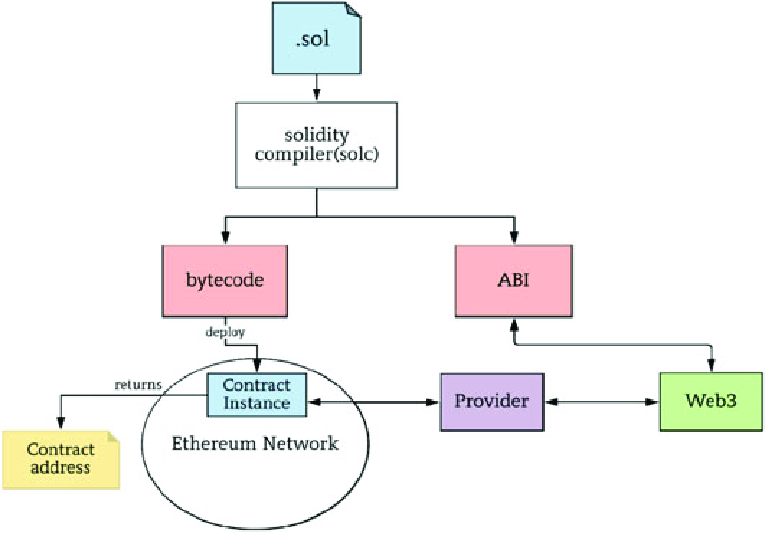 .sol
solidity
compiler(solc)
bytecode
ABI
deploy
returns
Contract
Instance
Provider
Web3
Ethereum Network
Contract
address